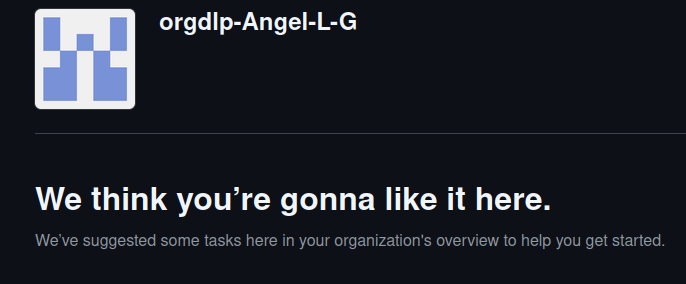 orgdlp-Angel-L-G
We think you’re gonna like it here.
We’ve suggested some tasks here in your organization's overview to help you get started.